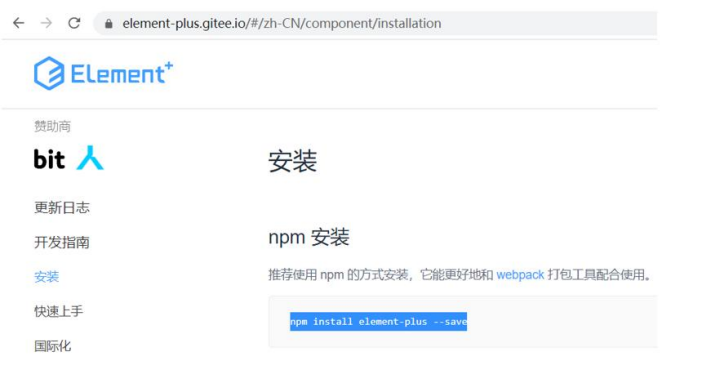 element-plus.gitee.io/#/zh-CN/component/installation
Element+
赞助商
bit
安装
更新日志
开发指南
npm 安装
安装
推荐使用 npm 的方式安装，它能更好地和 webpack 打包工具配合使用。
快速上手
npm install element-plus --save
国际化